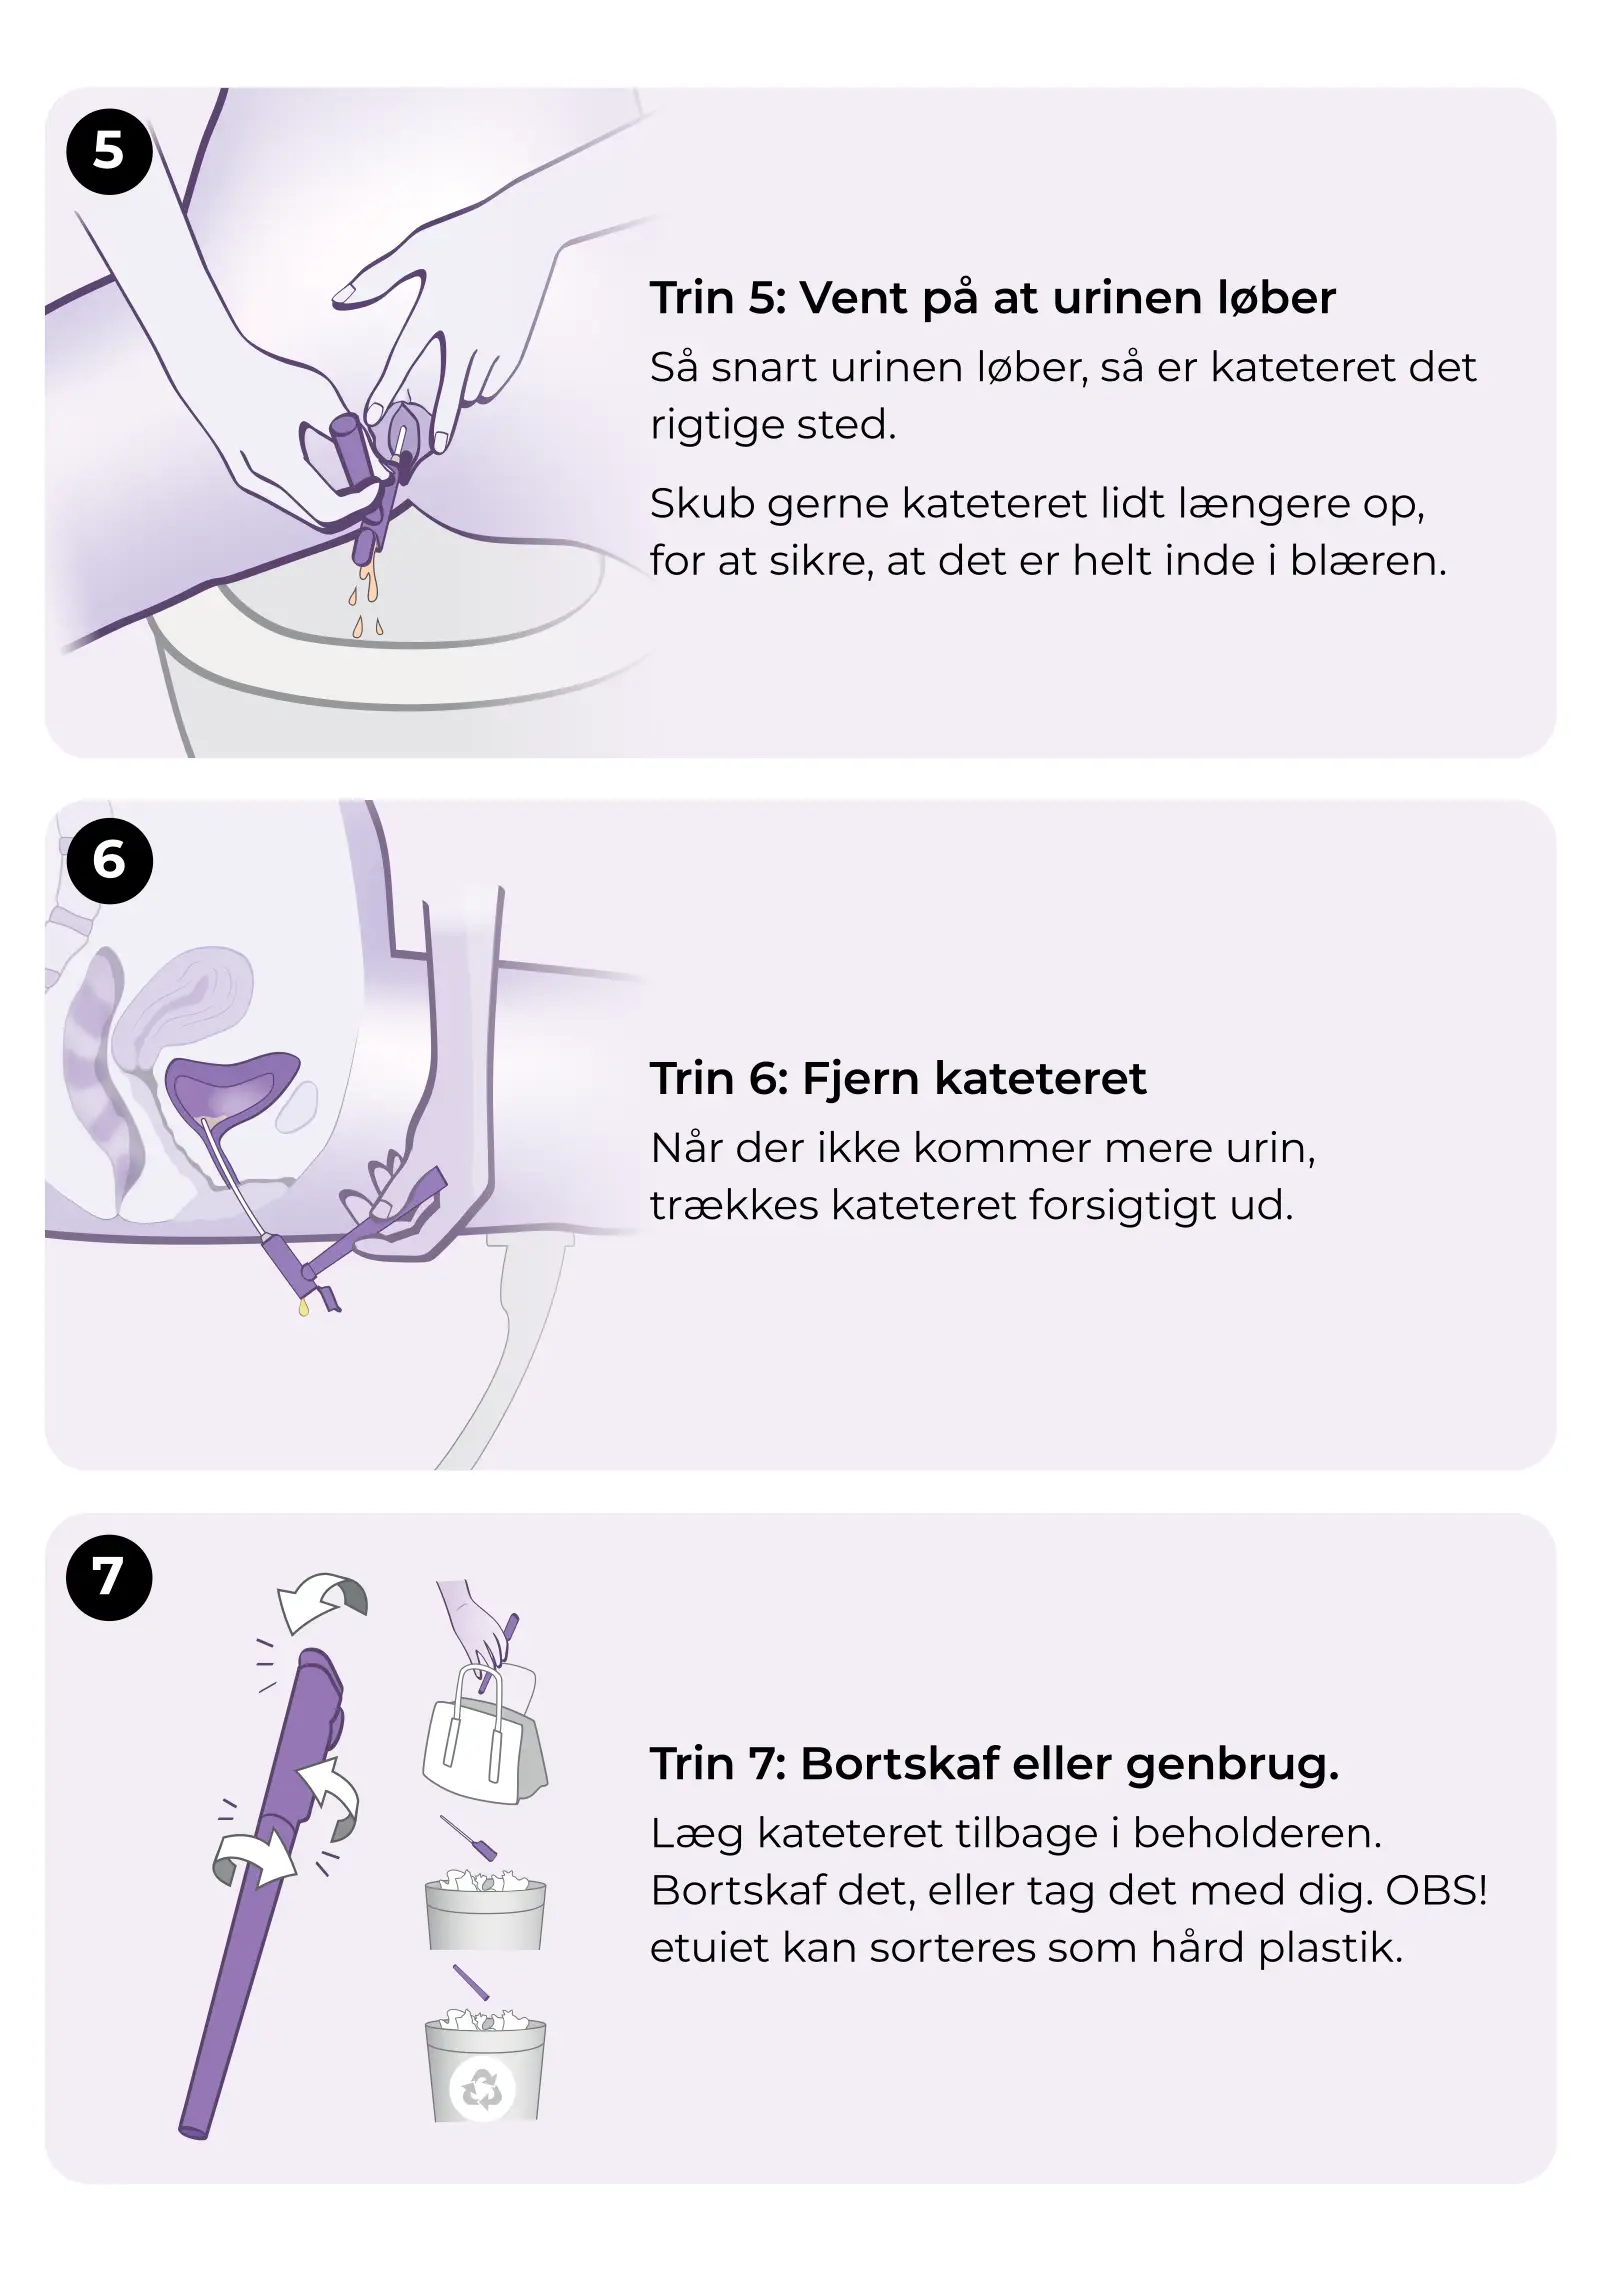 5
Trin 5: Vent på at urinen løber
Så snart urinen løber, så er kateteret det
rigtige sted.
Skub gerne kateteret lidt længere op,
for at sikre, at det er helt inde i blæren.
6
Trin 6: Fjern kateteret
Når der ikke kommer mere urin,
trækkes kateteret forsigtigt ud.
7
Trin 7: Bortskaf eller genbrug.
Læg kateteret tilbage i beholderen.
Bortskaf det, eller tag det med dig. OBS!
etuiet kan sorteres som hård plastik.